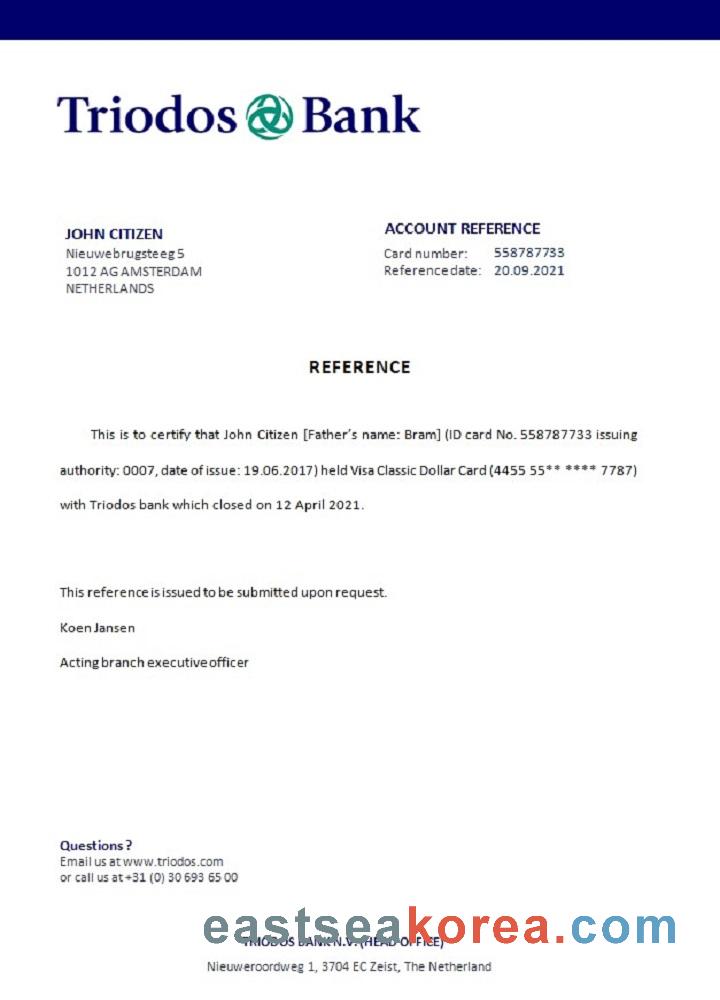 Triodos Bank
JOHN CITIZEN
Nieuwebrugsteeg 5
1012 AG AMSTERDAM
NETHERLANDS
ACCOUNT REFERENCE
Card number: 558787733
Reference date: 20.09.2021
REFERENCE
This is to certify that John Citizen [Father's name: Bram] (ID card No. 558787733 issuing
authority: 0007, date of issue: 19.06.2017) held Visa Classic Dollar Card (4455 55** **** 7787)
with Triodos bank which closed on 12 April 2021.
This reference is issued to be submitted upon request.
Koen Jansen
Acting branch executive officer
Questions?
Email us at www.triodos.com
or call us at +31 (0) 30 693 65 00
eastseakorea.com
TRIODOS BANK N.V. (HEAD OFFICE)
Nieuweroordweg 1, 3704 EC Zeist, The Netherland